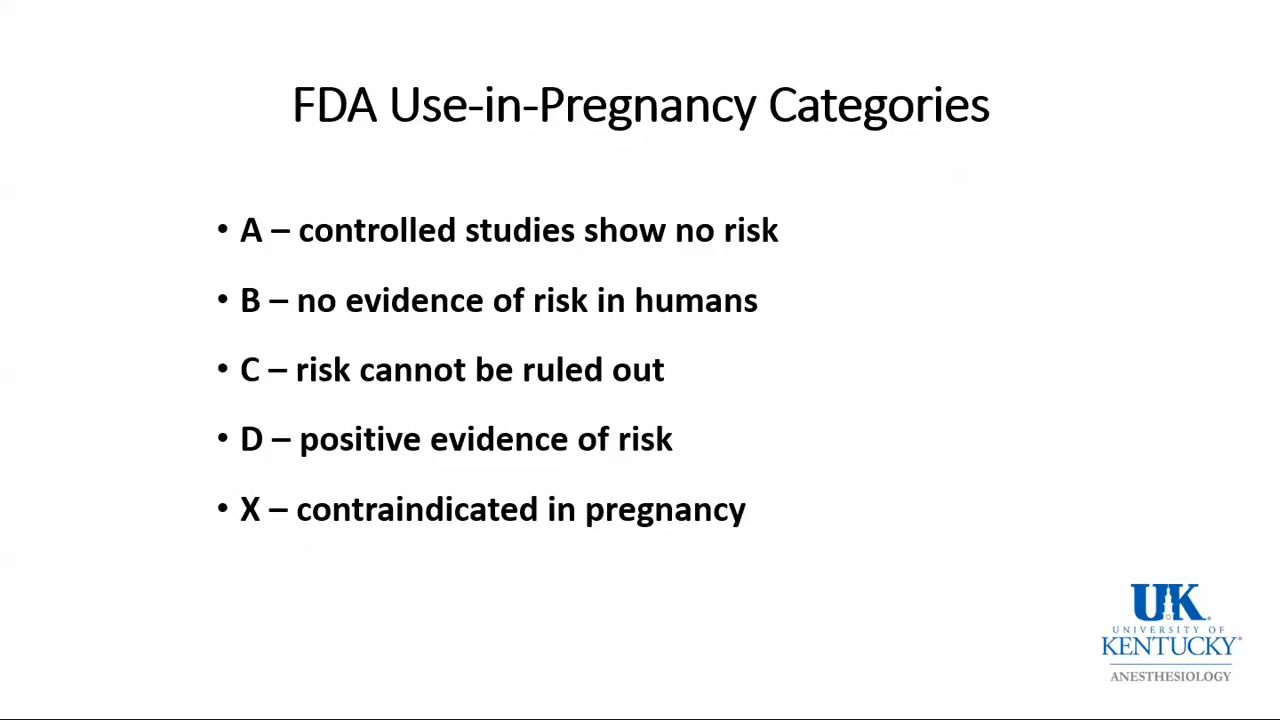 FDA Use-in-Pregnancy Categories
• A – controlled studies show no risk
• B – no evidence of risk in humans
• C – risk cannot be ruled out
• D – positive evidence of risk
• X – contraindicated in pregnancy
UK
UNIVERSITY OF
KENTUCKY®
ANESTHESIOLOGY